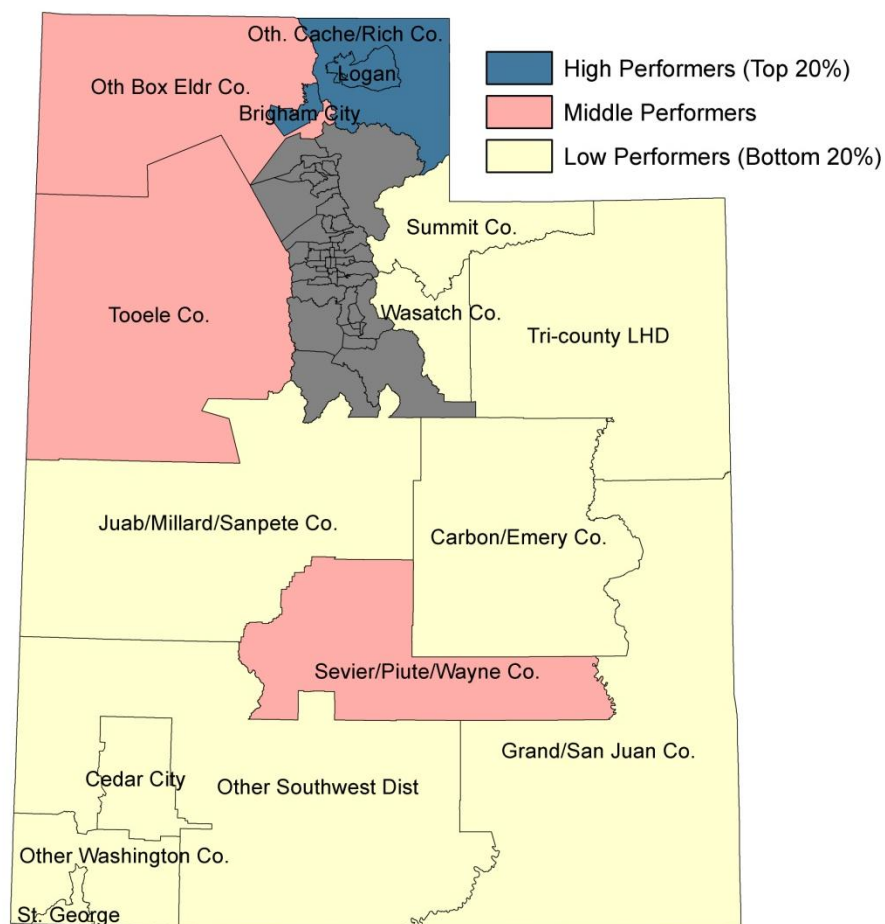 Oth. Cache/Rich Co.
Logan
Oth Box Eldr Co.
Brigham City
High Performers (Top 20%)
Middle Performers
Low Performers (Bottom 20%)
Summit Co.
Tooele Co.
Wasatch Co.
Tri-county LHD
Juab/Millard/Sanpete Co.
Carbon/Emery Co.
Sevier/Piute/Wayne Co.
Grand/San Juan Co.
Cedar City
Other Southwest Dist
Other Washington Co.
St. George